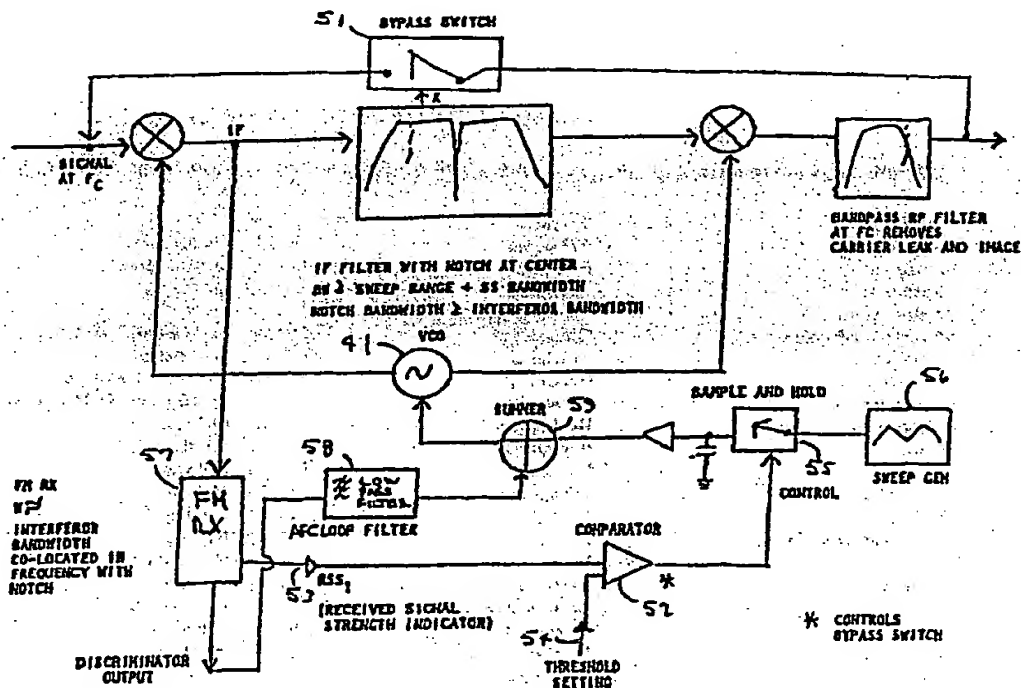 51
BYPASS SWITCH
*
IF
SIGNAL
AT FC
BANDPASS RF FILTER
AT FC REMOVES
CARRIER LEAK AND IMAGE
IF FILTER WITH NOTCH AT CENTER
BW ≥ SWEEP RANGE + SS BANDWIDTH
NOTCH BANDWIDTH ≥ INTERFEROR BANDWIDTH
VCO
41
SUMMER
59
SAMPLE AND HOLD
56
55
CONTROL
SWEEP GEN
57
58
FM RX
INTERFEROR
BANDWIDTH
CO-LOCATED IN
FREQUENCY WITH
NOTCH
FM
RX
LOW
PASS
FILTER
AFC LOOP FILTER
COMPARATOR
*
52
53
RSSI
(RECEIVED SIGNAL
STRENGTH INDICATOR)
54
THRESHOLD
SETTING
DISCRIMINATOR
OUTPUT
* CONTROLS
BYPASS SWITCH